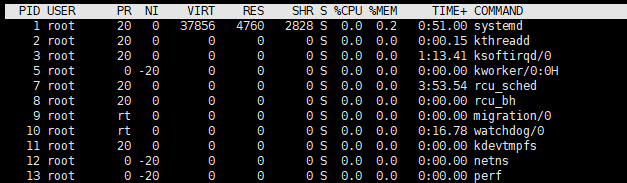 PID USER PR NI VIRT RES SHR S %CPU %MEM TIME+ COMMAND
1 root 20 0 37856 4760 2828 S 0.0 0.2 0:51.00 systemd
2 root 20 0 0 0 0 S 0.0 0.0 0:00.15 kthreadd
3 root 20 0 0 0 0 S 0.0 0.0 1:13.41 ksoftirqd/0
5 root 0 -20 0 0 0 S 0.0 0.0 0:00.00 kworker/0:0H
7 root 20 0 0 0 0 S 0.0 0.0 3:53.54 rcu_sched
8 root 20 0 0 0 0 S 0.0 0.0 0:00.00 rcu_bh
9 root rt 0 0 0 0 S 0.0 0.0 0:00.00 migration/0
10 root rt 0 0 0 0 S 0.0 0.0 0:16.78 watchdog/0
11 root 20 0 0 0 0 S 0.0 0.0 0:00.00 kdevtmpfs
12 root 0 -20 0 0 0 S 0.0 0.0 0:00.00 netns
13 root 0 -20 0 0 0 S 0.0 0.0 0:00.00 perf